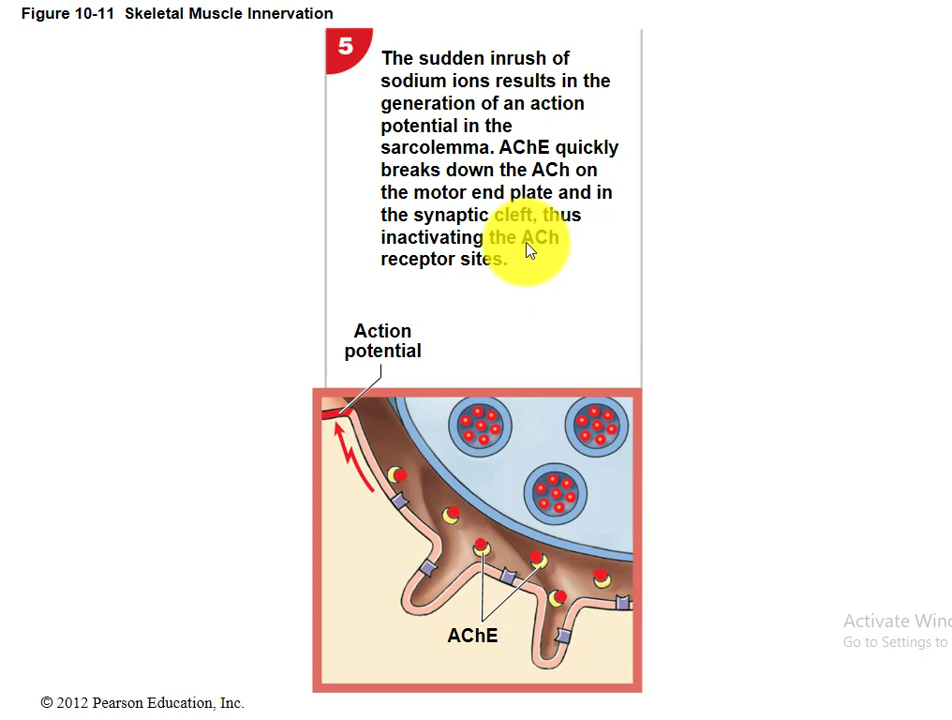 Figure 10-11  Skeletal Muscle Innervation
5
The sudden inrush of
sodium ions results in the
generation of an action
potential in the
sarcolemma. AChE quickly
breaks down the ACh on
the motor end plate and in
the synaptic cleft, thus
inactivating the ACh
receptor sites.
Action
potential
AChE
Activate Win
Go to Settings to
© 2012 Pearson Education, Inc.